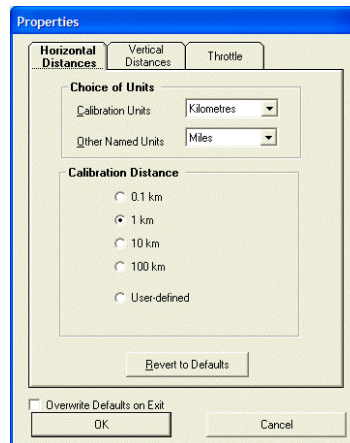 Properties
Horizontal
Distances
Vertical
Distances
Throttle
Choice of Units
Calibration Units
Kilometres
Other Named Units
Miles
Calibration Distance
0.1 km
1 km
10 km
100 km
User-defined
Revert to Defaults
Overwrite Defaults on Exit
OK
Cancel